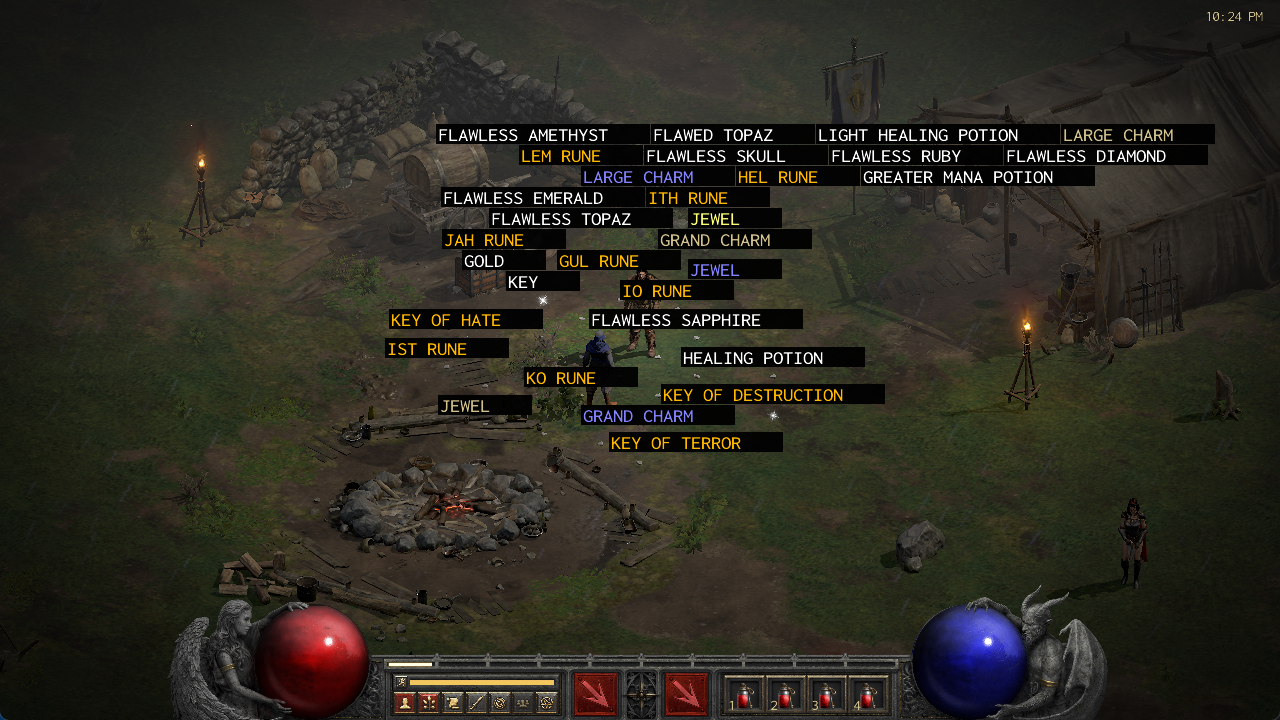 10:24 PM
FLAWLESS AMETHYST FLAWED TOPAZ LIGHT HEALING POTION LARGE CHARM
LEM RUNE FLAWLESS SKULL FLAWLESS RUBY FLAWLESS DIAMOND
LARGE CHARM HEL RUNE GREATER MANA POTION
FLAWLESS EMERALD ITH RUNE
FLAWLESS TOPAZ JEWEL
JAH RUNE GRAND CHARM
GOLD GUL RUNE JEWEL
KEY IO RUNE
KEY OF HATE FLAWLESS SAPPHIRE
IST RUNE HEALING POTION
KO RUNE
KEY OF DESTRUCTION
JEWEL GRAND CHARM
KEY OF TERROR
1 2 3 4